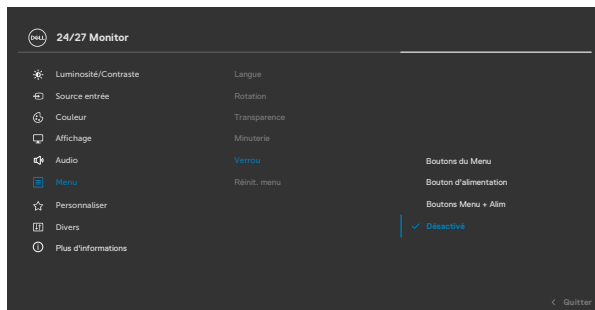 DELL 24/27 Monitor
Luminosité/Contraste Langue
Source entrée Rotation
Couleur Transparence
Affichage Minuterie
Audio Verrou Boutons du Menu
Menu Réinit. menu Bouton d'alimentation
Personnaliser Boutons Menu + Alim
Divers Désactivé
Plus d'informations
Quitter